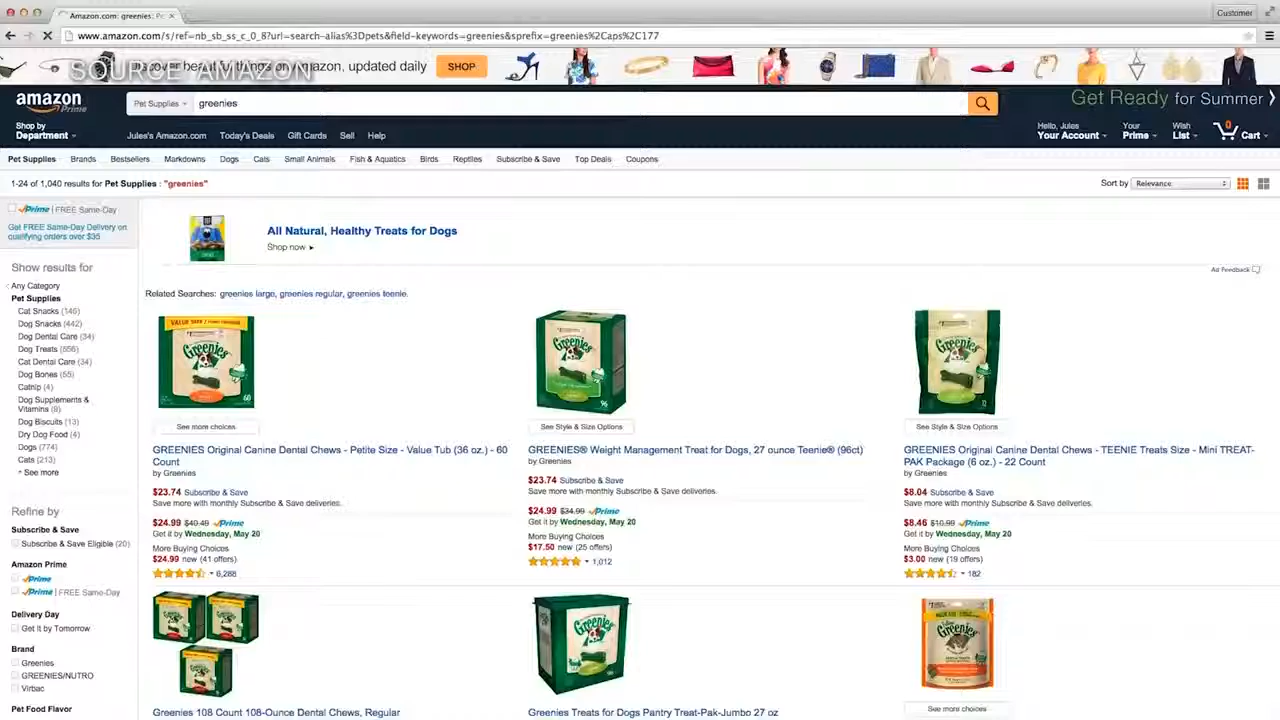 Amazon.com: greenies: Pe
Customer
www.amazon.com/s/ref=nb_sb_ss_c_0_8?url=search-alias%3Dpets&field-keywords=greenies&sprefix=greenies%2Caps%2C177
SOURCE AMAZON
on Amazon, updated daily
SHOP
amazon
Prime
Pet Supplies
greenies
Get Ready for Summer
Shop by
Department
Jules's Amazon.com Today's Deals Gift Cards Sell Help
Hello, Jules
Your Account
Your
Prime
Wish
List
0
Cart
Pet Supplies Brands Bestsellers Markdowns Dogs Cats Small Animals Fish & Aquatics Birds Reptiles Subscribe & Save Top Deals Coupons
1-24 of 1,040 results for Pet Supplies : "greenies"
Sort by Relevance
Prime | FREE Same-Day
Get FREE Same-Day Delivery on
qualifying orders over $35
All Natural, Healthy Treats for Dogs
Shop now
Ad Feedback
Show results for
Any Category
Pet Supplies
Cat Snacks (146)
Dog Snacks (442)
Dog Dental Care (34)
Dog Treats (556)
Cat Dental Care (34)
Dog Bones (55)
Catnip (4)
Dog Supplements &
Vitamins (8)
Dog Biscuits (13)
Dry Dog Food (4)
Dogs (774)
Cats (213)
See more
Refine by
Subscribe & Save
Subscribe & Save Eligible (20)
Amazon Prime
Prime
Prime | FREE Same-Day
Delivery Day
Get It by Tomorrow
Brand
Greenies
GREENIES/NUTRO
Virbac
Pet Food Flavor
Related Searches: greenies large, greenies regular, greenies teenie.
VALUE SIZE
Greenies
60
See more choices
GREENIES Original Canine Dental Chews - Petite Size - Value Tub (36 oz.) - 60
Count
by Greenies
$23.74 Subscribe & Save
Save more with monthly Subscribe & Save deliveries.
$24.99 $40.49 Prime
Get it by Wednesday, May 20
More Buying Choices
$24.99 new (41 offers)
6,288
Greenies
96
See Style & Size Options
GREENIES® Weight Management Treat for Dogs, 27 ounce Teenie® (96ct)
by Greenies
$23.74 Subscribe & Save
Save more with monthly Subscribe & Save deliveries.
$24.99 $34.99 Prime
Get it by Wednesday, May 20
More Buying Choices
$17.50 new (25 offers)
1,012
Greenies
See Style & Size Options
GREENIES Original Canine Dental Chews - TEENIE Treats Size - Mini TREAT-
PAK Package (6 oz.) - 22 Count
by Greenies
$8.04 Subscribe & Save
Save more with monthly Subscribe & Save deliveries.
$8.46 $10.99 Prime
Get it by Wednesday, May 20
More Buying Choices
$3.00 new (19 offers)
182
Greenies
Greenies 108 Count 108-Ounce Dental Chews, Regular
Greenies
Greenies Treats for Dogs Pantry Treat-Pak-Jumbo 27 oz
Greenies
See more choices